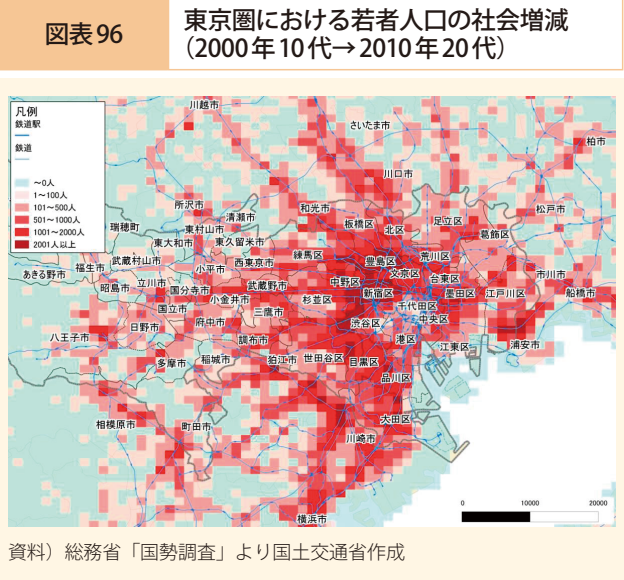 図表96
東京圏における若者人口の社会増減
（2000年10代→2010年20代）
凡例
鉄道駅
鉄道
～0人
1～100人
101～500人
501～1000人
1001～2000人
2001人以上
川越市
さいたま市
柏市
川口市
所沢市
清瀬市
和光市
松戸市
瑞穂町
東村山市
板橋区
北区
足立区
葛飾区
東大和市
東久留米市
練馬区
豊島区
荒川区
武蔵村山市
西東京市
文京区
あきる野市
福生市
小平市
台東区
市川市
昭島市
立川市
国分寺市
武蔵野市
中野区
新宿区
墨田区
江戸川区
船橋市
小金井市
杉並区
千代田区
国立市
三鷹市
中央区
日野市
府中市
渋谷区
八王子市
調布市
港区
江東区
浦安市
多摩市
稲城市
狛江市
世田谷区
目黒区
品川区
相模原市
町田市
大田区
川崎市
横浜市
0 10000 20000
資料）総務省「国勢調査」より国土交通省作成